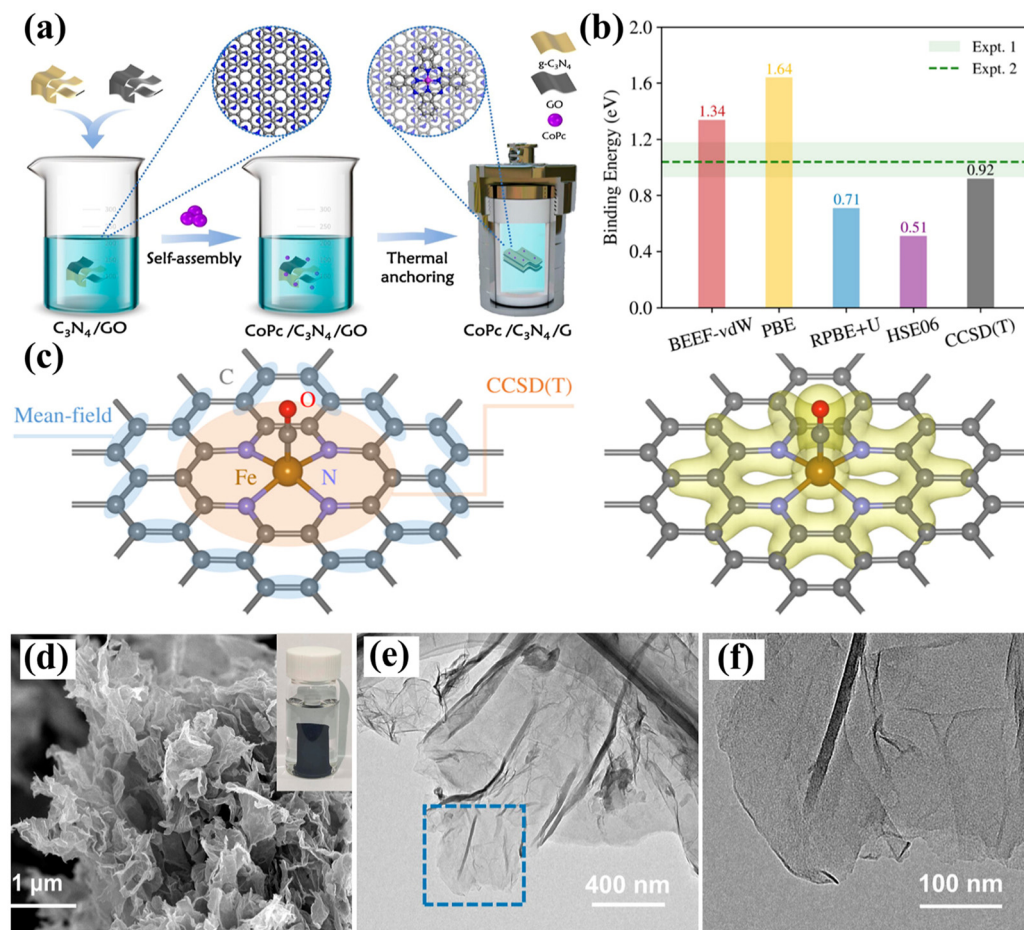 (a)
g-C₃N₄
GO
CoPc
Self-assembly
Thermal
anchoring
C₃N₄/GO
CoPc/C₃N₄/GO
CoPc/C₃N₄/G
(b)
Binding Energy (eV)
2.0
1.6
1.2
0.8
0.4
0.0
Expt. 1
Expt. 2
1.34
1.64
0.71
0.51
0.92
BEEF-vdW
PBE
RPBE+U
HSE06
CCSD(T)
(c)
Mean-field
C
O
CCSD(T)
Fe
N
(d)
1 μm
(e)
400 nm
(f)
100 nm